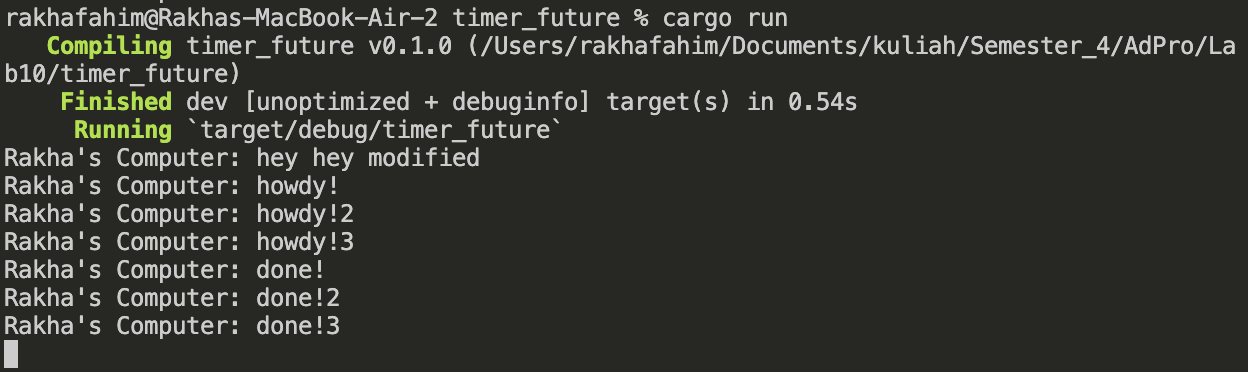 rakhafahim@Rakhas-MacBook-Air-2 timer_future % cargo run
   Compiling timer_future v0.1.0 (/Users/rakhafahim/Documents/kuliah/Semester_4/AdPro/La
b10/timer_future)
    Finished dev [unoptimized + debuginfo] target(s) in 0.54s
     Running `target/debug/timer_future`
Rakha's Computer: hey hey modified
Rakha's Computer: howdy!
Rakha's Computer: howdy!2
Rakha's Computer: howdy!3
Rakha's Computer: done!
Rakha's Computer: done!2
Rakha's Computer: done!3